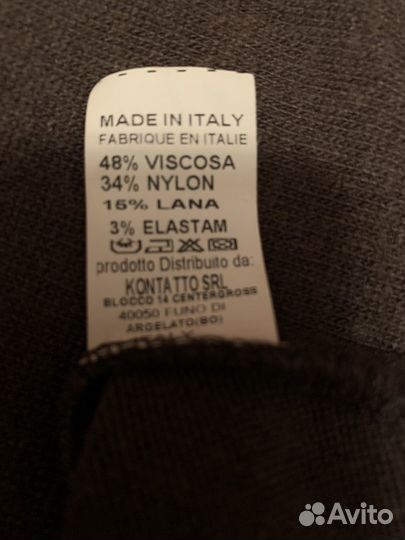 MADE IN ITALY
FABRIQUE EN ITALIE
48% VISCOSA
34% NYLON
15% LANA
3% ELASTAM
prodotto Distribuito da:
KONTATTO SRL
BLOCCO 14 CENTERGROSS
40050 FUNO DI
ARGELATO(BO)
ITALY
Avito